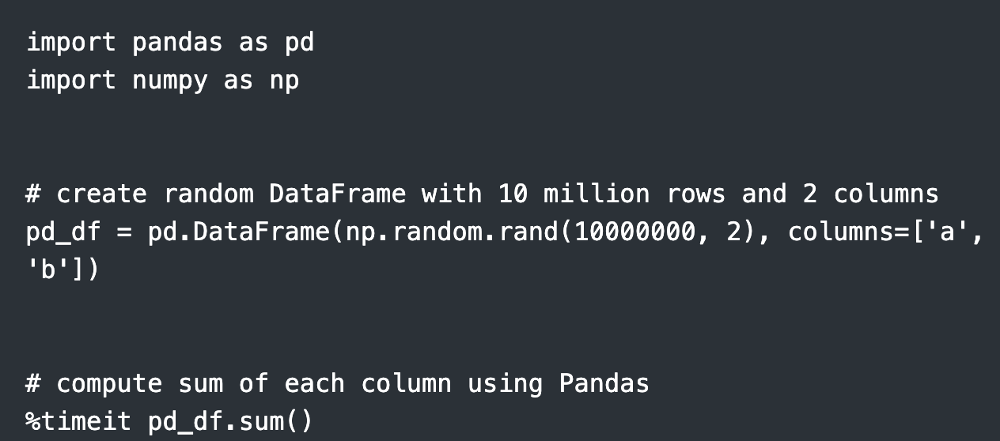 import pandas as pd
import numpy as np
# create random DataFrame with 10 million rows and 2 columns
pd_df = pd.DataFrame(np.random.rand(10000000, 2), columns=['a',
'b'])
# compute sum of each column using Pandas
%timeit pd_df.sum()